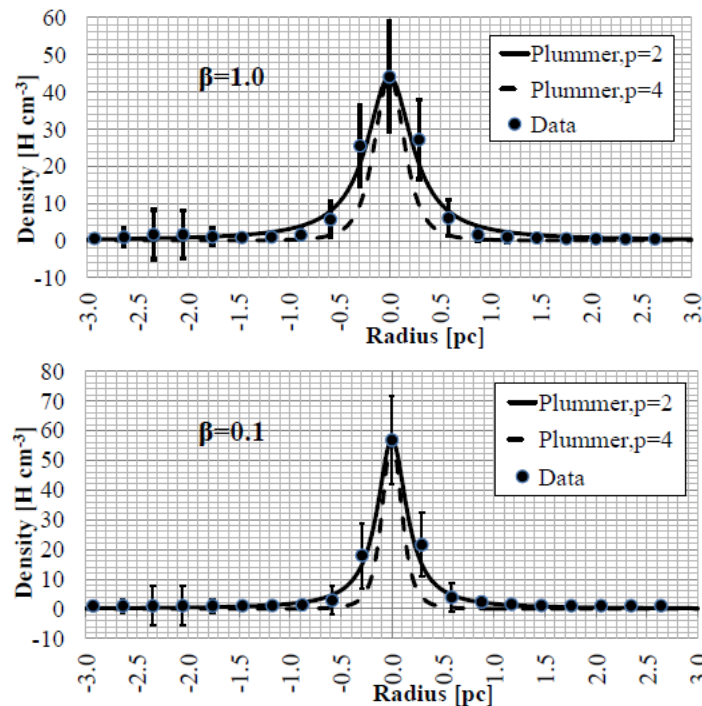 60
50
40
30
20
10
0
-10
Density [H cm-3]
β=1.0
Plummer,p=2
Plummer,p=4
Data
-3.0 -2.5 -2.0 -1.5 -1.0 -0.5 0.0 0.5 1.0 1.5 2.0 2.5 3.0
Radius [pc]
80
70
60
50
40
30
20
10
0
-10
Density [H cm-3]
β=0.1
Plummer,p=2
Plummer,p=4
Data
-3.0 -2.5 -2.0 -1.5 -1.0 -0.5 0.0 0.5 1.0 1.5 2.0 2.5 3.0
Radius [pc]